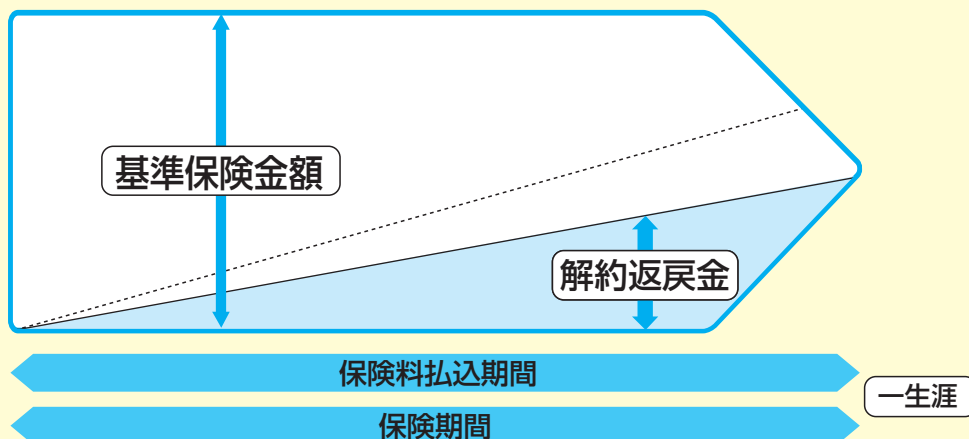 基準保険金額
解約返戻金
保険料払込期間
一生涯
保険期間